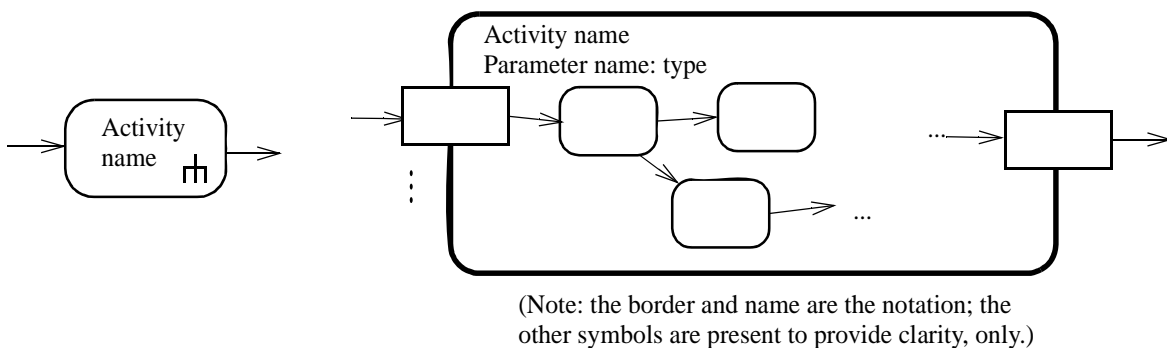 Activity name
Parameter name: type
Activity
name
...
...
(Note: the border and name are the notation; the
other symbols are present to provide clarity, only.)